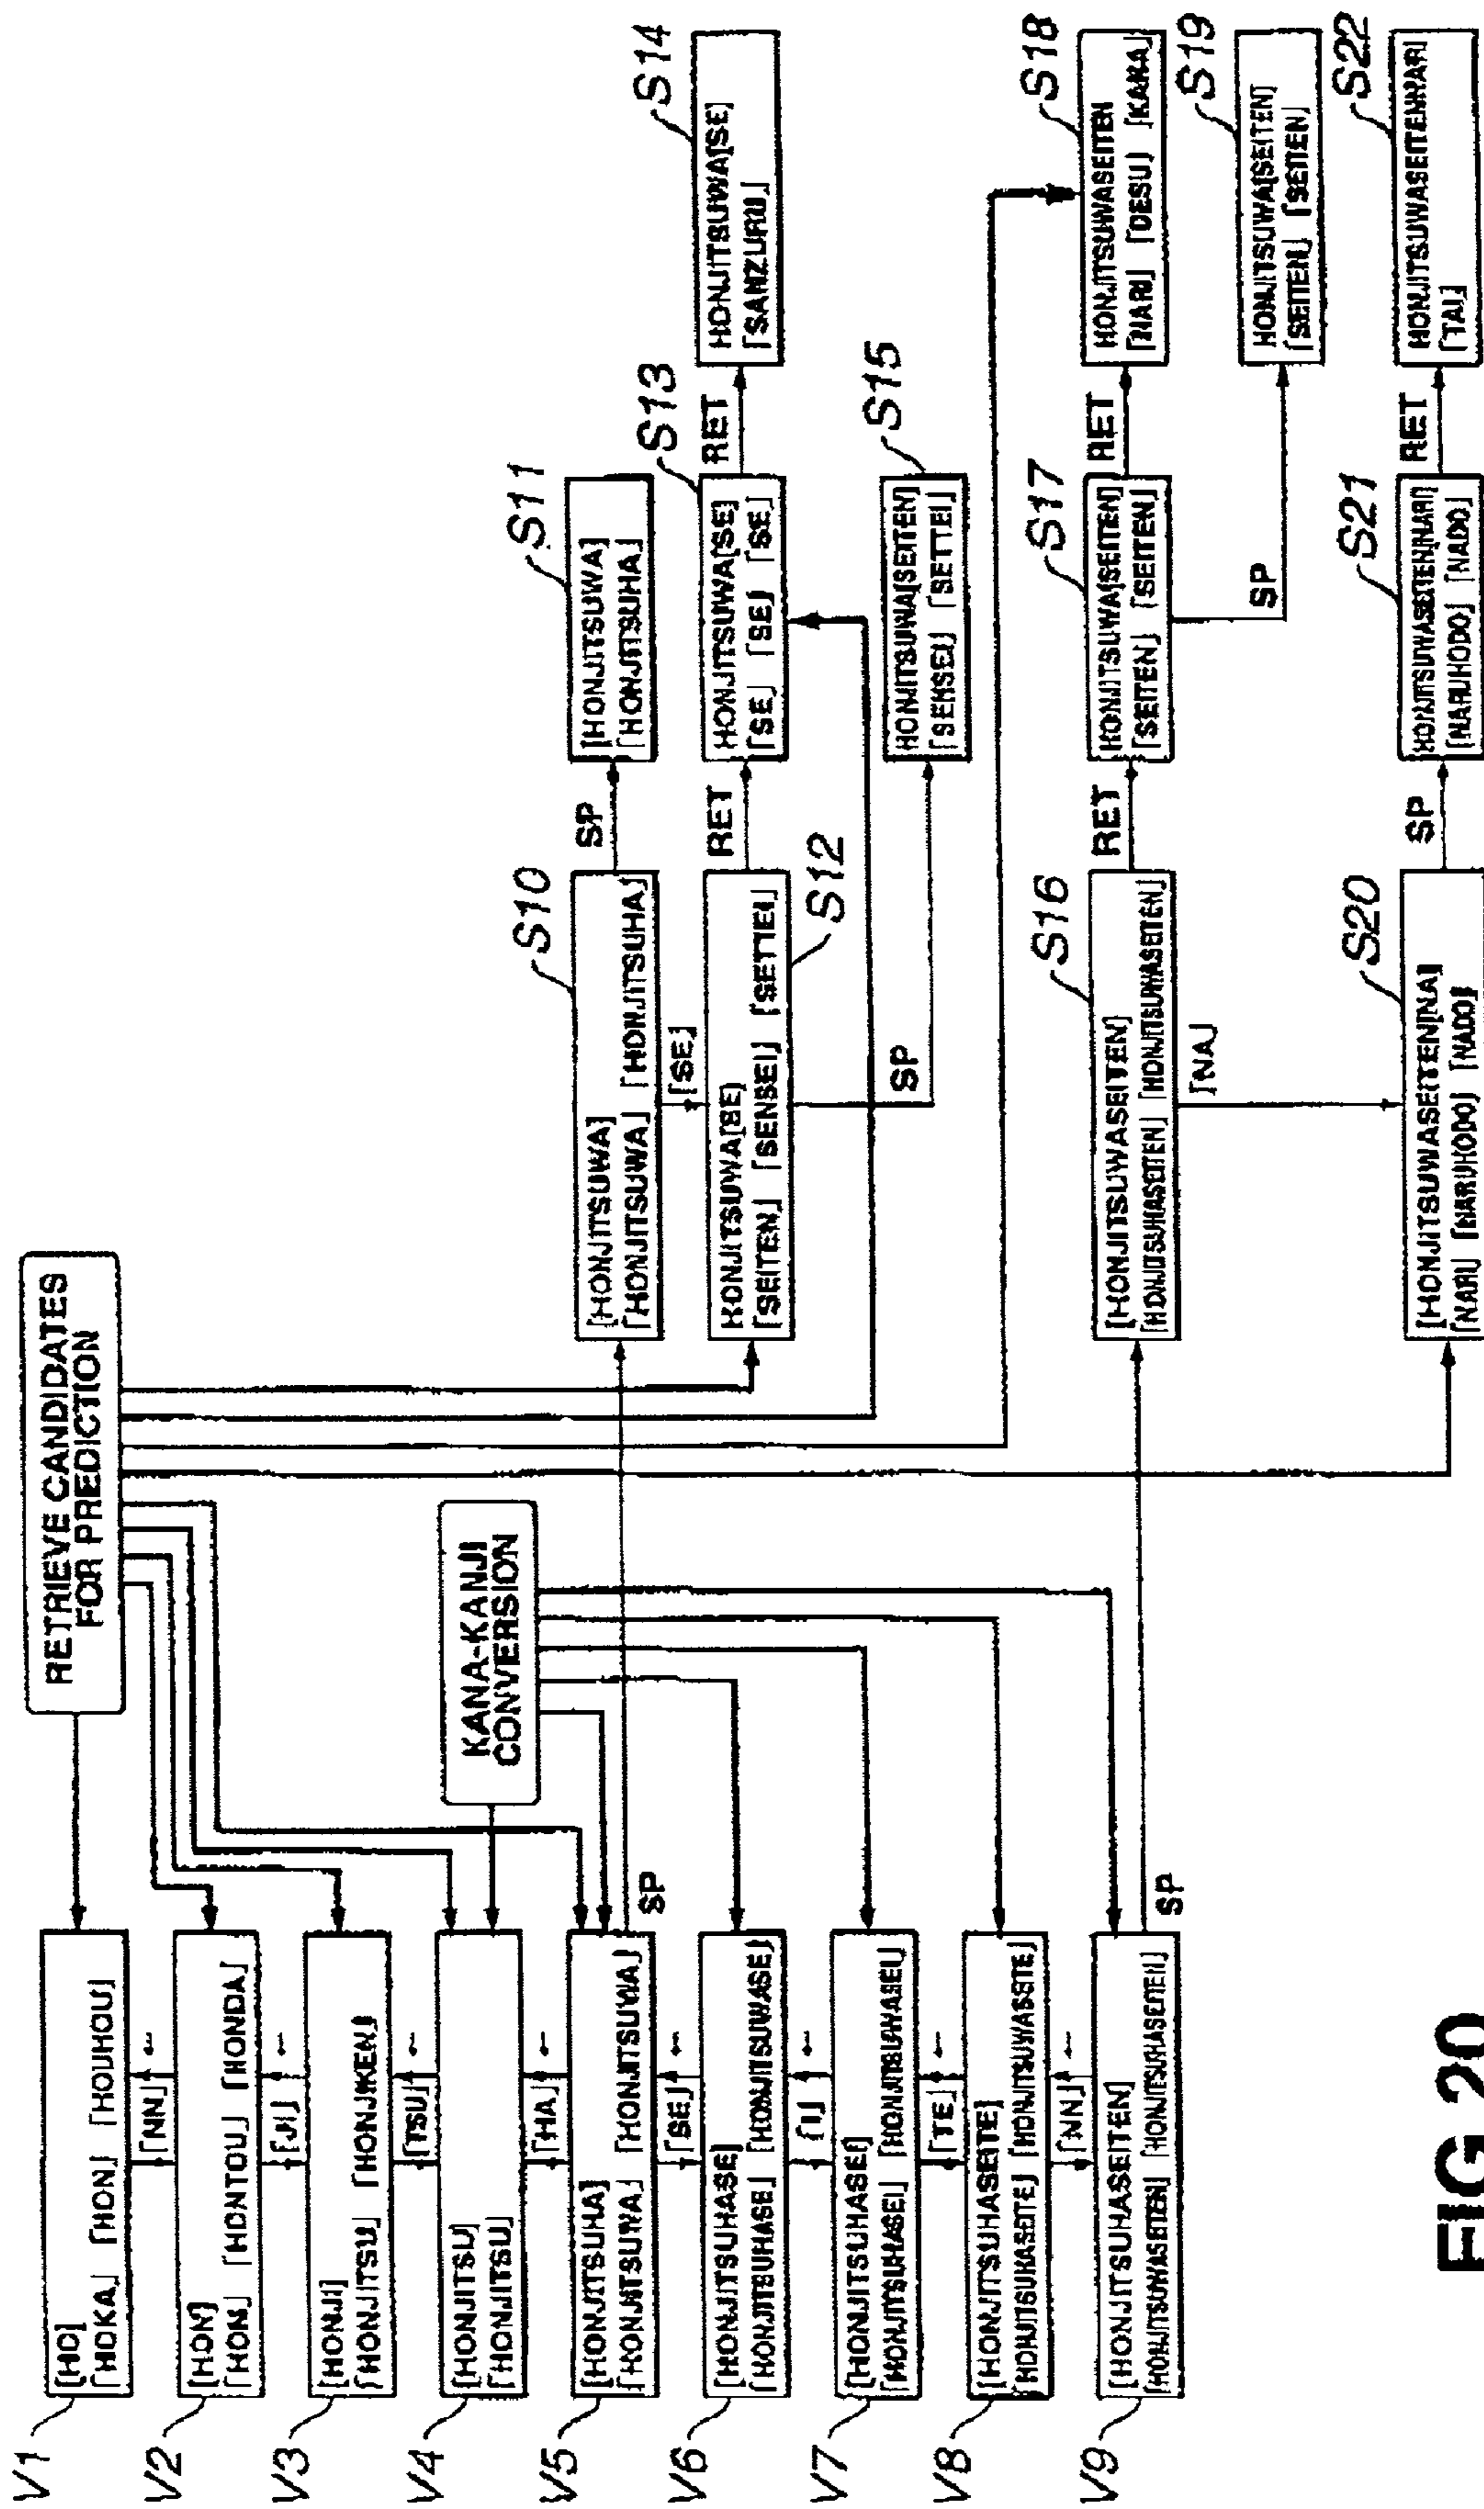 RETRIEVE CANDIDATES
FOR PREDICTION
KANA-KANJI
CONVERSION
V1
[HO]
「HOKA」 「HON」 「HOUHOU」
「NN」 ←
V2
[HON]
「HON」 「HONTOU」 「HONDA」
「JI」 ←
V3
[HONJI]
「HONJITSU」 「HONJIKEN」
「TSU」 ←
V4
[HONJITSU]
「HONJITSU」
「HA」 ←
V5
[HONJITSUHA]
「HONJITSUWA」 「HONJITSUWA」
SP
「SE」 ←
V6
[HONJITSUHASE]
「HONJITSUHASE」 「HONJITSUWASE」
「I」 ←
V7
[HONJITSUHASEI]
「HONJITSUHASEI」 「HONJITSUWASEI」
「TE」 ←
V8
[HONJITSUHASEITE]
「HONJITSUHASEITE」 「HONJITSUWASEITE」
「NN」 ←
V9
[HONJITSUHASEITEN]
「HONJITSUWASEITEN」 「HONJITSUHASEITEN」
SP
S10
[HONJITSUWA]
「HONJITSUWA」 「HONJITSUHA」
SP
S11
[HONJITSUWA]
「HONJITSUHA」
「SE」
S12
HONJITSUWA[SE]
「SEITEN」 「SENSEI」 「SETTEI」
RET
S13
HONJITSUWA[SE]
「SE」 「SE」 「SE」
RET
S14
HONJITSUWA[SE]
「SANZURU」
SP
S15
HONJITSUWA[SEITEN]
「SENSEI」 「SETTEI」
S16
[HONJITSUWASEITEN]
「HONJITSUHASEITEN」 「HONJITSUWASEITEN」
RET
S17
HONJITSUWA[SEITEN]
「SEITEN」 「SEITEN」
RET
S18
HONJITSUWASEITEN
「NARI」 「DESU」 「KAKA」
SP
S19
HONJITSUWA[SEITEN]
「SEITEN」 「SEITEN」
「NA」
S20
[HONJITSUWASEITEN[NA]
「NARU」 「NARUHODO」 「NADO」
SP
S21
HONJITSUWASEITEN[NARI]
「NARUHODO」 「NADO」
RET
S22
HONJITSUWASEITENNARI
「TAI」
FIG 20